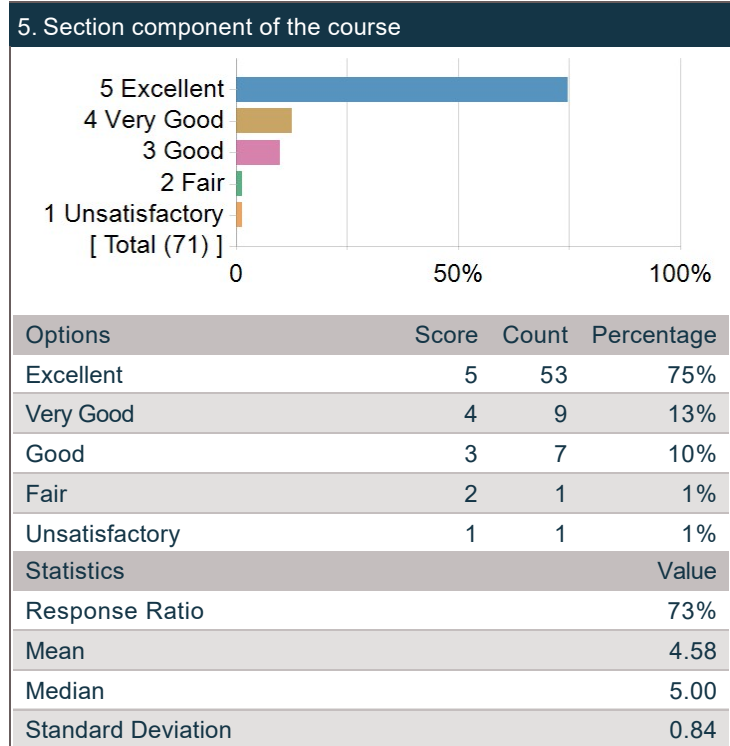 5. Section component of the course
5 Excellent
4 Very Good
3 Good
2 Fair
1 Unsatisfactory
[ Total (71) ]
0 50% 100%
Options Score Count Percentage
Excellent 5 53 75%
Very Good 4 9 13%
Good 3 7 10%
Fair 2 1 1%
Unsatisfactory 1 1 1%
Statistics Value
Response Ratio 73%
Mean 4.58
Median 5.00
Standard Deviation 0.84